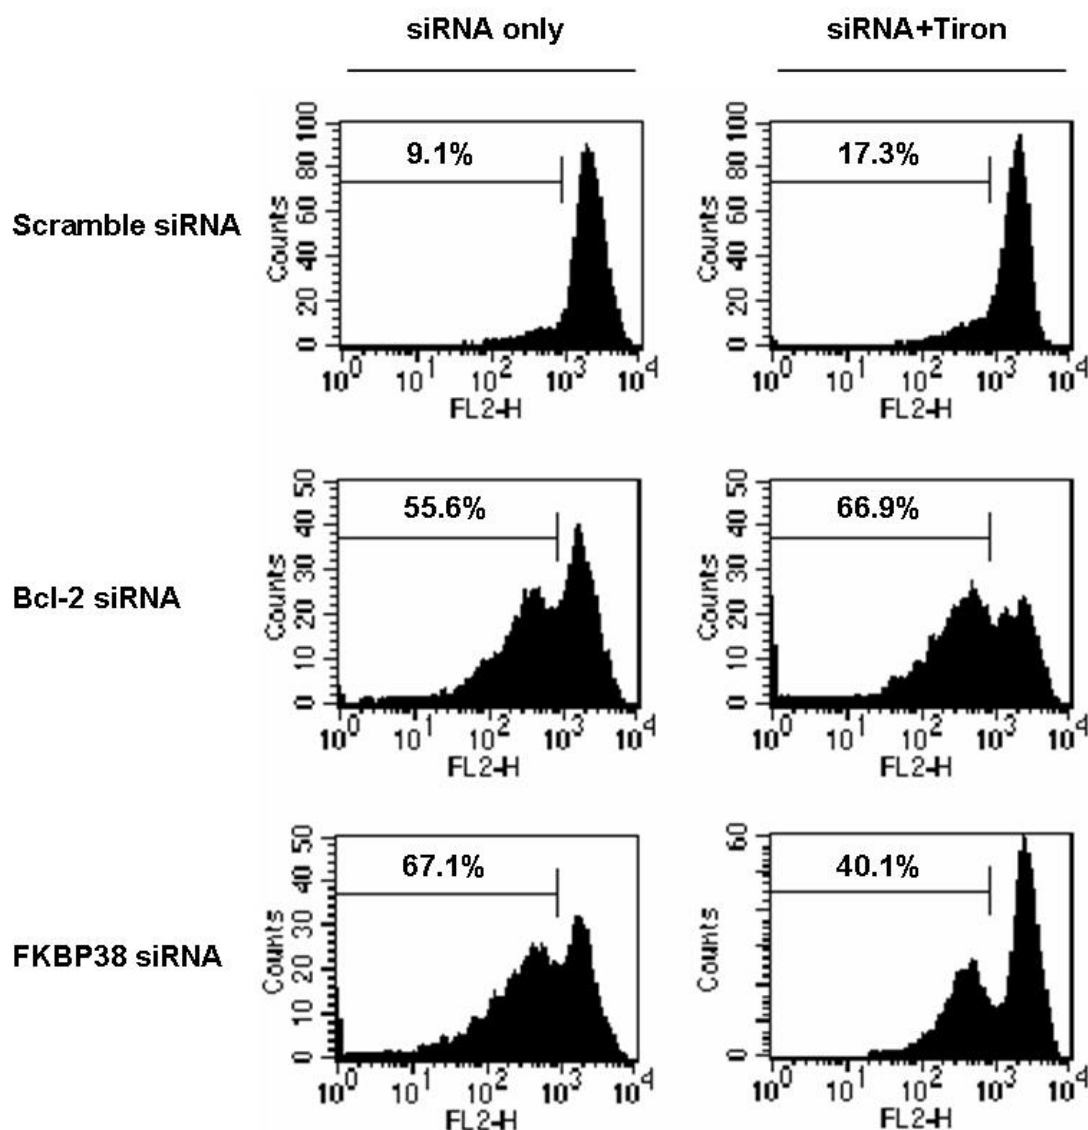 siRNA only siRNA+Tiron
Scramble siRNA
9.1%
Counts
100
80
60
40
20
0
10^0 10^1 10^2 10^3 10^4
FL2-H
17.3%
Counts
100
80
60
40
20
0
10^0 10^1 10^2 10^3 10^4
FL2-H
Bcl-2 siRNA
55.6%
Counts
50
40
30
20
10
0
10^0 10^1 10^2 10^3 10^4
FL2-H
66.9%
Counts
50
40
30
20
10
0
10^0 10^1 10^2 10^3 10^4
FL2-H
FKBP38 siRNA
67.1%
Counts
50
40
30
20
10
0
10^0 10^1 10^2 10^3 10^4
FL2-H
40.1%
Counts
60
0
10^0 10^1 10^2 10^3 10^4
FL2-H